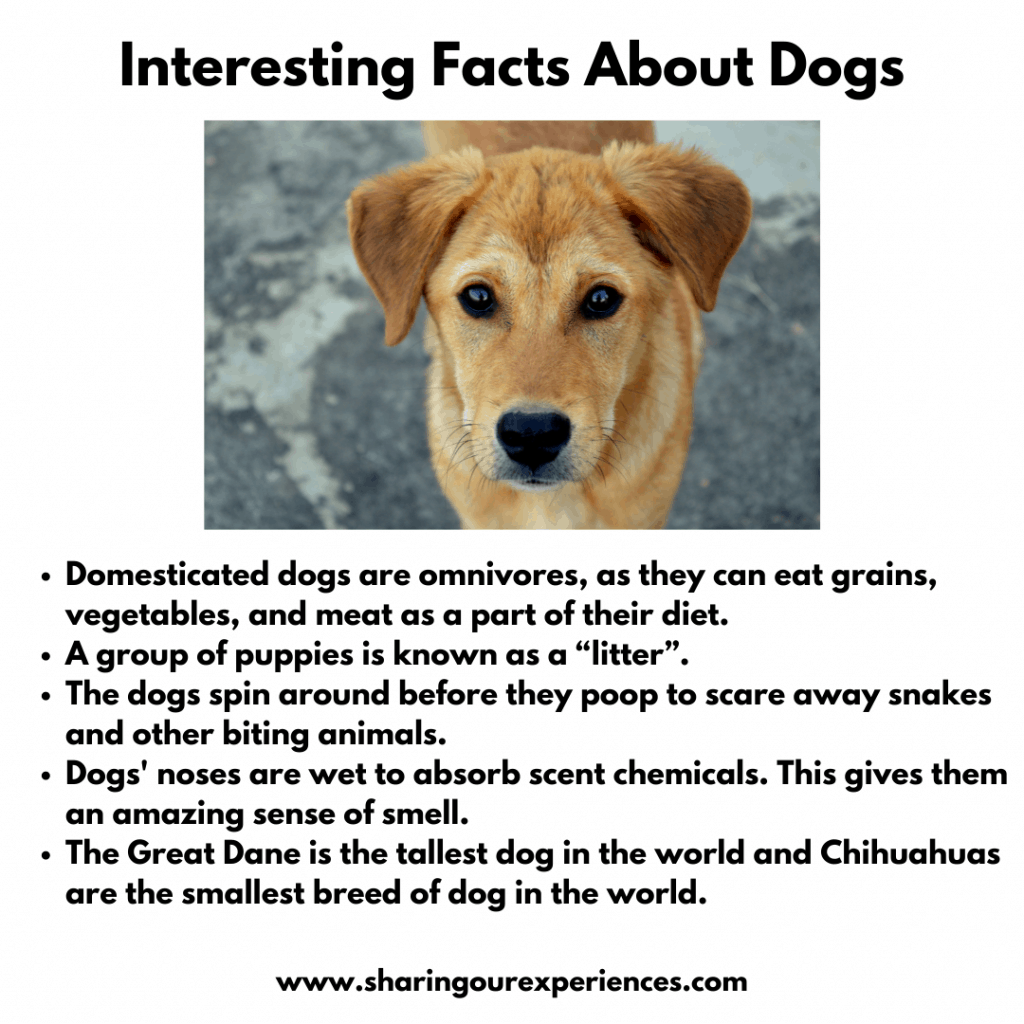 Interesting Facts About Dogs
• Domesticated dogs are omnivores, as they can eat grains,
vegetables, and meat as a part of their diet.
• A group of puppies is known as a “litter”.
• The dogs spin around before they poop to scare away snakes
and other biting animals.
• Dogs' noses are wet to absorb scent chemicals. This gives them
an amazing sense of smell.
• The Great Dane is the tallest dog in the world and Chihuahuas
are the smallest breed of dog in the world.
www.sharingourexperiences.com